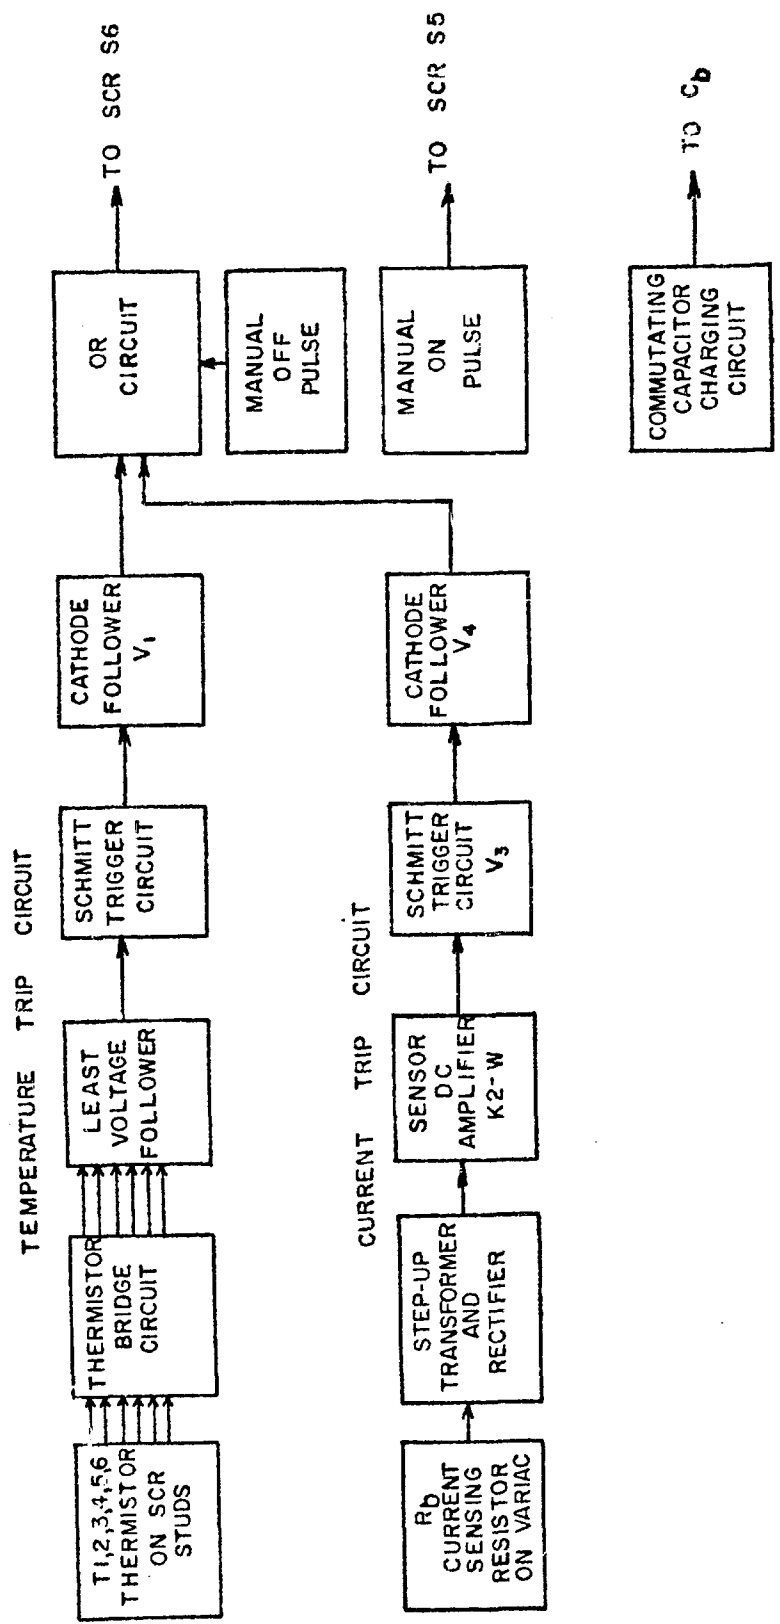 TEMPERATURE TRIP CIRCUIT
T1,2,3,4,5,6
THERMISTOR
ON SCR
STUDS
THERMISTOR
BRIDGE
CIRCUIT
LEAST
VOLTAGE
FOLLOWER
SCHMITT
TRIGGER
CIRCUIT
CATHODE
FOLLOWER
V1
OR
CIRCUIT
TO SCR S6
MANUAL
OFF
PULSE
CURRENT TRIP CIRCUIT
Rb
CURRENT
SENSING
RESISTOR
ON VARIAC
STEP-UP
TRANSFORMER
AND
RECTIFIER
SENSOR
DC
AMPLIFIER
K2-W
SCHMITT
TRIGGER
CIRCUIT
V3
CATHODE
FOLLOWER
V4
MANUAL
ON
PULSE
TO SCR S5
COMMUTATING
CAPACITOR
CHARGING
CIRCUIT
TO Cb